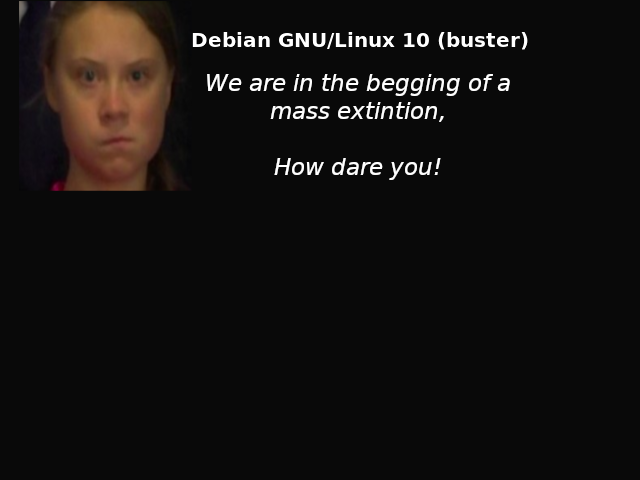 Debian GNU/Linux 10 (buster)
We are in the begging of a
mass extintion,
How dare you!